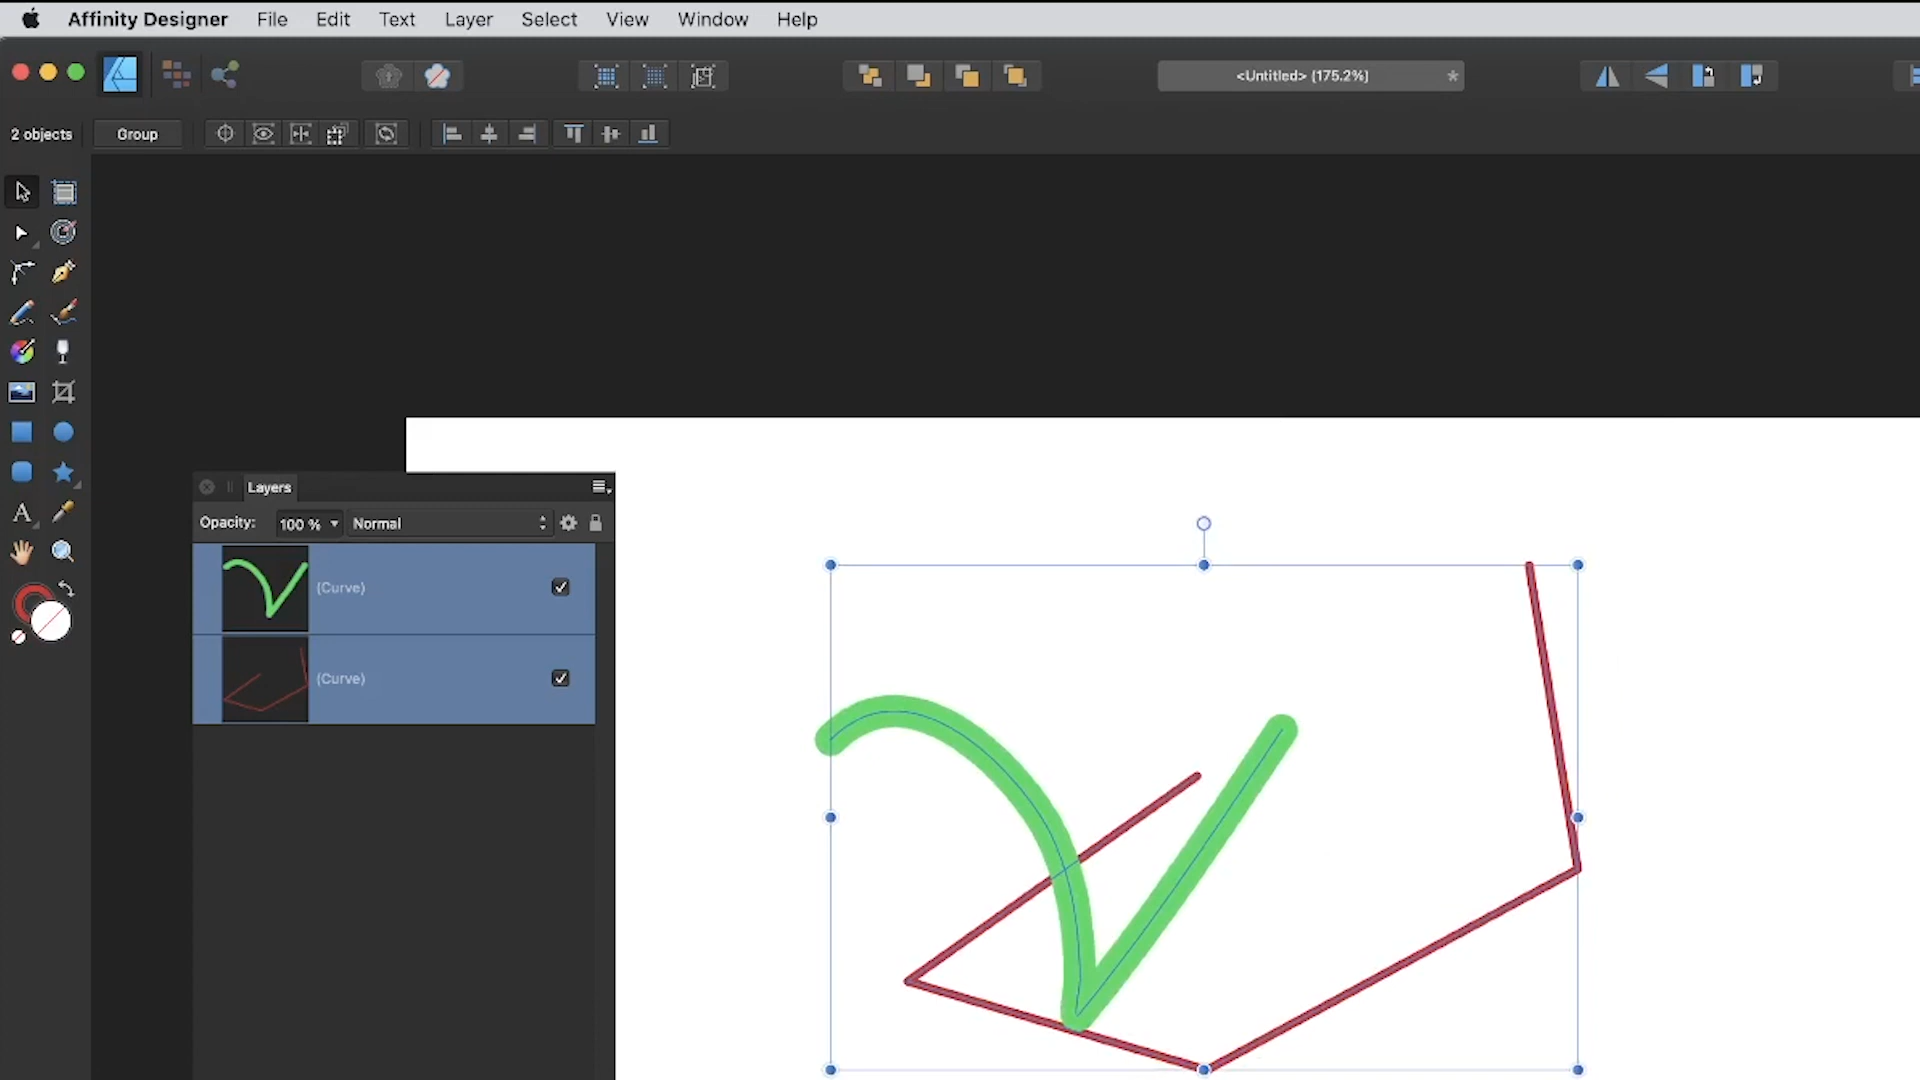 Affinity Designer File Edit Text Layer Select View Window Help
<Untitled> (175.2%) *
2 objects Group
Layers
Opacity: 100 % Normal
(Curve)
(Curve)